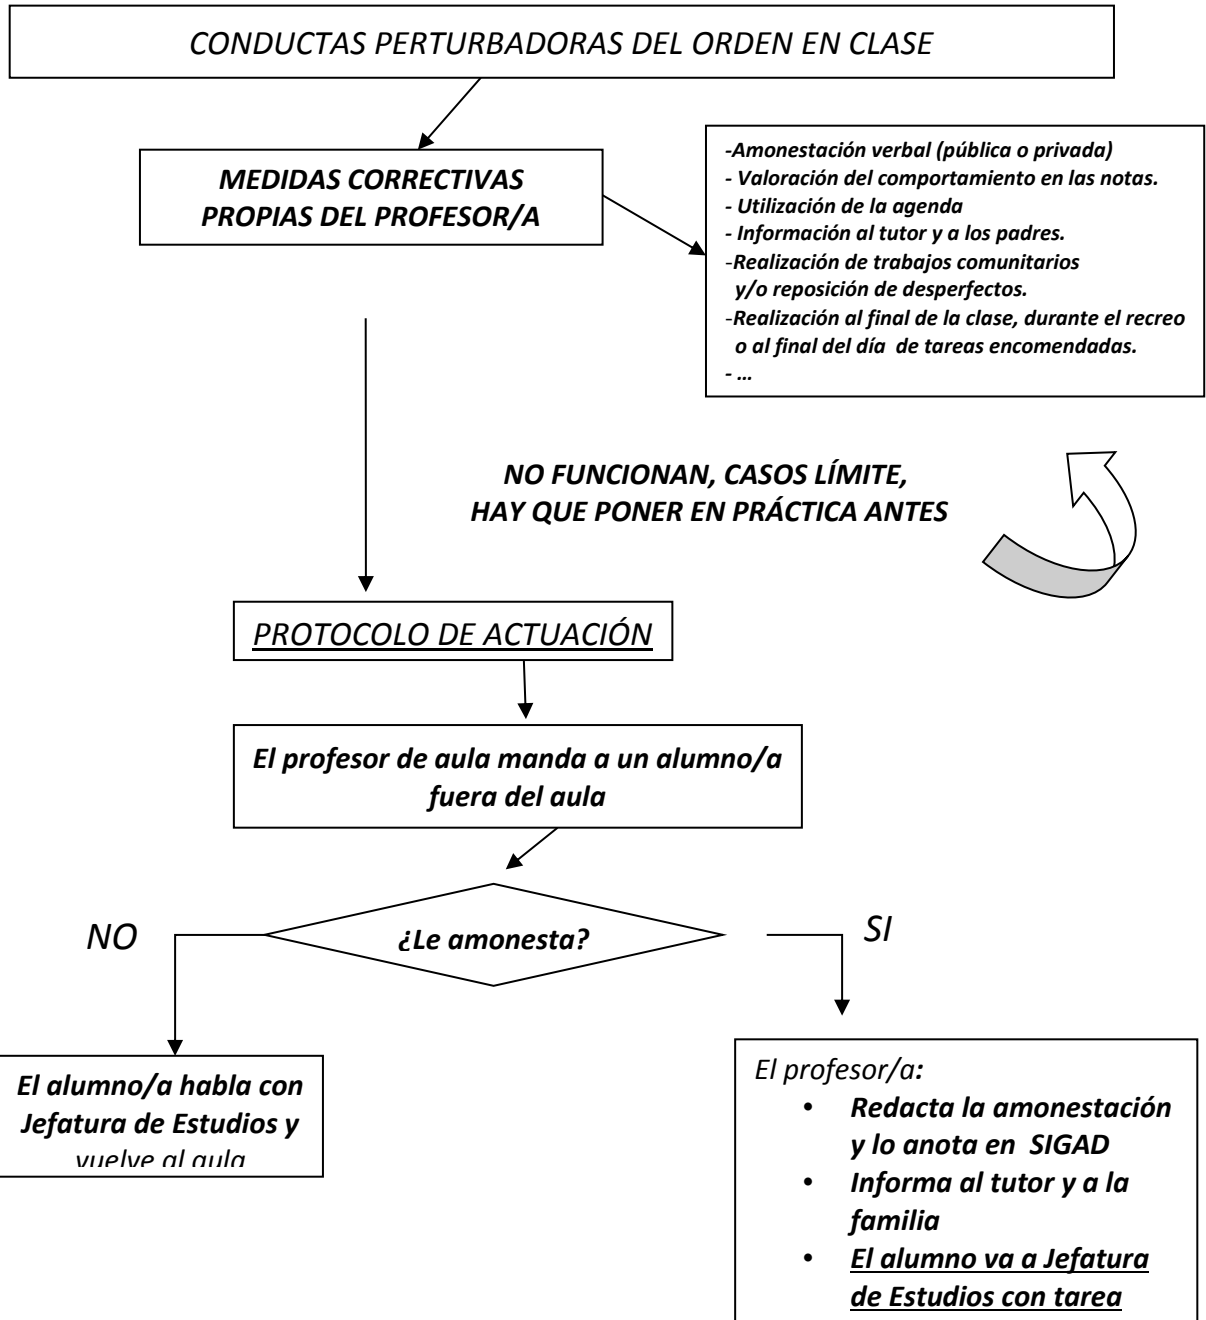 CONDUCTAS PERTURBADORAS DEL ORDEN EN CLASE
MEDIDAS CORRECTIVAS
PROPIAS DEL PROFESOR/A
-Amonestación verbal (pública o privada)
- Valoración del comportamiento en las notas.
- Utilización de la agenda
- Información al tutor y a los padres.
-Realización de trabajos comunitarios
y/o reposición de desperfectos.
-Realización al final de la clase, durante el recreo
o al final del día de tareas encomendadas.
- ...
NO FUNCIONAN, CASOS LÍMITE,
HAY QUE PONER EN PRÁCTICA ANTES
PROTOCOLO DE ACTUACIÓN
El profesor de aula manda a un alumno/a
fuera del aula
¿Le amonesta?
NO
SI
El alumno/a habla con
Jefatura de Estudios y
vuelve al aula
El profesor/a:
• Redacta la amonestación
y lo anota en SIGAD
• Informa al tutor y a la
familia
• El alumno va a Jefatura
de Estudios con tarea